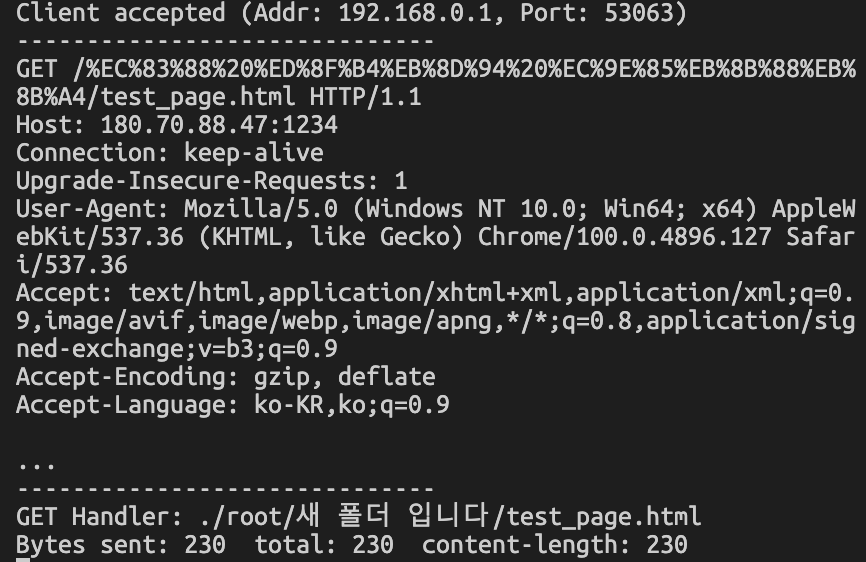 Client accepted (Addr: 192.168.0.1, Port: 53063)
------------------------------
GET /%EC%83%88%20%ED%8F%B4%EB%8D%94%20%EC%9E%85%EB%8B%88%EB%
8B%A4/test_page.html HTTP/1.1
Host: 180.70.88.47:1234
Connection: keep-alive
Upgrade-Insecure-Requests: 1
User-Agent: Mozilla/5.0 (Windows NT 10.0; Win64; x64) AppleW
ebKit/537.36 (KHTML, like Gecko) Chrome/100.0.4896.127 Safar
i/537.36
Accept: text/html,application/xhtml+xml,application/xml;q=0.
9,image/avif,image/webp,image/apng,*/*;q=0.8,application/sig
ned-exchange;v=b3;q=0.9
Accept-Encoding: gzip, deflate
Accept-Language: ko-KR,ko;q=0.9

...
------------------------------
GET Handler: ./root/새 폴더 입니다/test_page.html
Bytes sent: 230  total: 230  content-length: 230